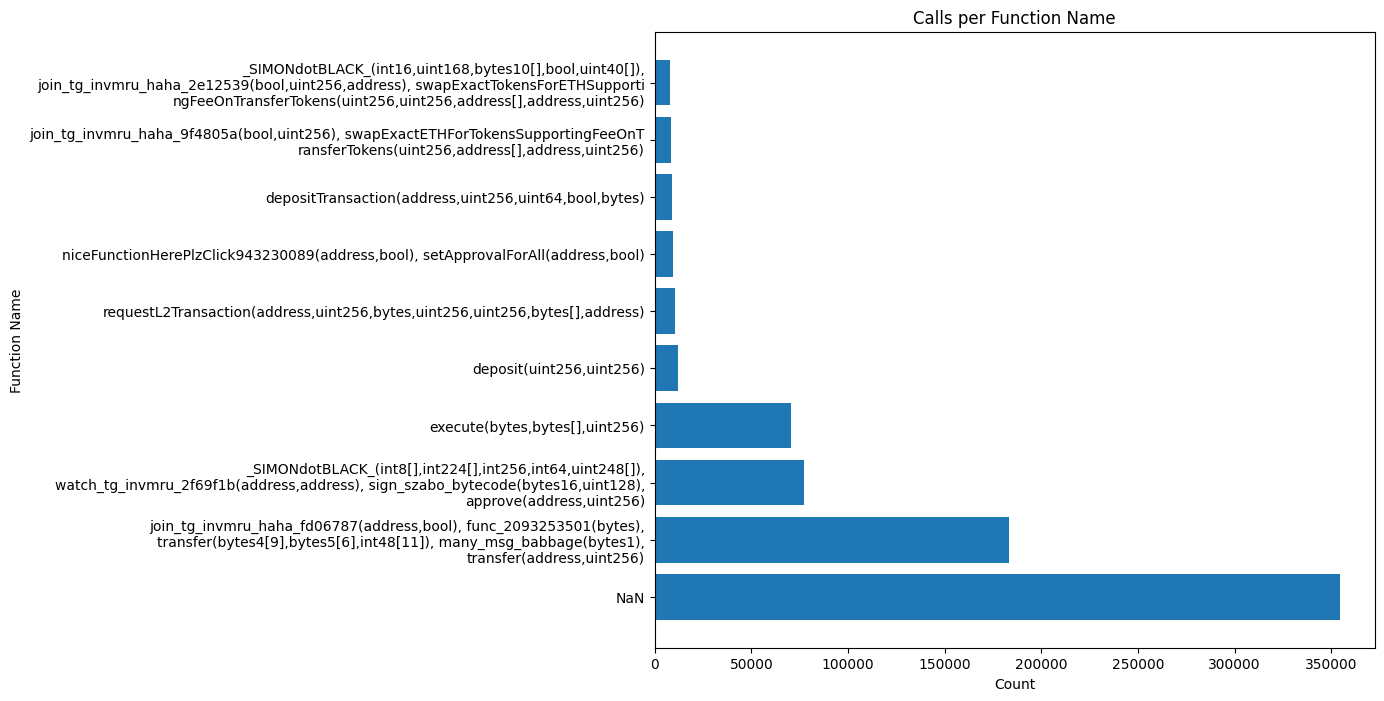 Calls per Function Name
Function Name
_SIMONdotBLACK_(int16,uint168,bytes10[],bool,uint40[]),
join_tg_invmru_haha_2e12539(bool,uint256,address), swapExactTokensForETHSupporti
ngFeeOnTransferTokens(uint256,uint256,address[],address,uint256)
join_tg_invmru_haha_9f4805a(bool,uint256), swapExactETHForTokensSupportingFeeOnT
ransferTokens(uint256,address[],address,uint256)
depositTransaction(address,uint256,uint64,bool,bytes)
niceFunctionHerePlzClick943230089(address,bool), setApprovalForAll(address,bool)
requestL2Transaction(address,uint256,bytes,uint256,uint256,bytes[],address)
deposit(uint256,uint256)
execute(bytes,bytes[],uint256)
_SIMONdotBLACK_(int8[],int224[],int256,int64,uint248[]),
watch_tg_invmru_2f69f1b(address,address), sign_szabo_bytecode(bytes16,uint128),
approve(address,uint256)
join_tg_invmru_haha_fd06787(address,bool), func_2093253501(bytes),
transfer(bytes4[9],bytes5[6],int48[11]), many_msg_babbage(bytes1),
transfer(address,uint256)
NaN
0 50000 100000 150000 200000 250000 300000 350000
Count